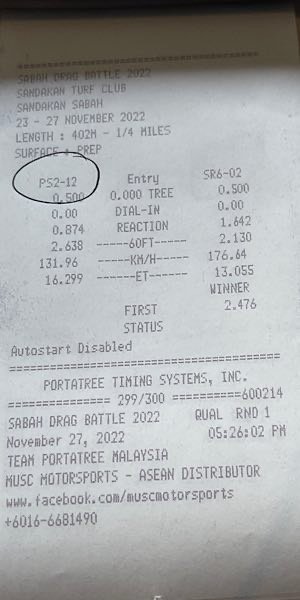 ================================
SABAH DRAG BATTLE 2022
SANDAKAN TURF CLUB
SANDAKAN SABAH
23 - 27 NOVEMBER 2022
LENGTH : 402M - 1/4 MILES
SURFACE : PREP
PS2-12 Entry SR6-02
0.500 0.000 TREE 0.500
0.00 DIAL-IN 0.00
0.874 REACTION 1.642
2.638 ------60FT----- 2.130
131.96 ------KM/H----- 176.64
16.299 ------ET------- 13.055
WINNER
FIRST 2.476
STATUS
Autostart Disabled
========================================
PORTATREE TIMING SYSTEMS, INC.
=============== 299/300 ==========600214
SABAH DRAG BATTLE 2022 QUAL RND 1
November 27, 2022 05:26:02 PM
TEAM PORTATREE MALAYSIA
MUSC MOTORSPORTS - ASEAN DISTRIBUTOR
www.facebook.com/muscmotorsports
+6016-6681490